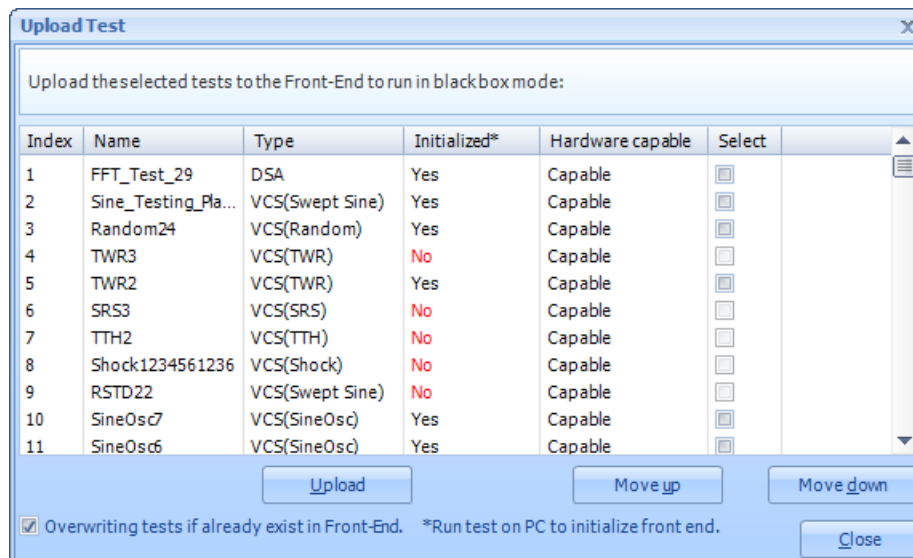 Upload Test
Upload the selected tests to the Front-End to run in black box mode:
Index Name Type Initialized* Hardware capable Select
1 FFT_Test_29 DSA Yes Capable
2 Sine_Testing_Pla... VCS(Swept Sine) Yes Capable
3 Random24 VCS(Random) Yes Capable
4 TWR3 VCS(TWR) No Capable
5 TWR2 VCS(TWR) Yes Capable
6 SRS3 VCS(SRS) No Capable
7 TTH2 VCS(TTH) No Capable
8 Shock1234561236 VCS(Shock) No Capable
9 RSTD22 VCS(Swept Sine) No Capable
10 SineOsc7 VCS(SineOsc) Yes Capable
11 SineOsc6 VCS(SineOsc) Yes Capable
Upload Move up Move down
Overwriting tests if already exist in Front-End. *Run test on PC to initialize front end.
Close